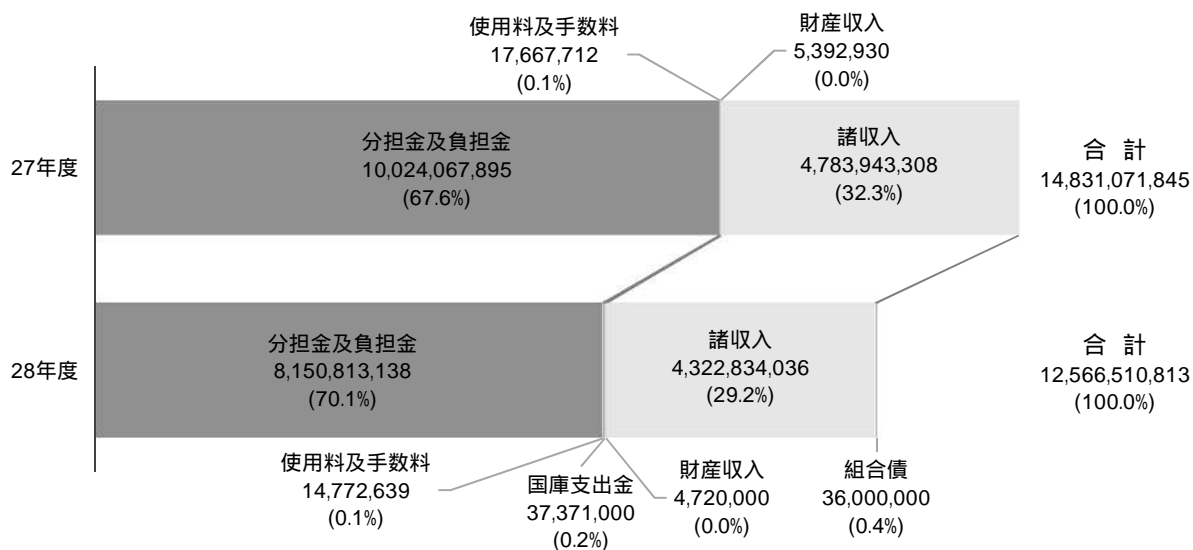 使用料及手数料
17,667,712
(0.1%)
財産収入
5,392,930
(0.0%)
27年度
分担金及負担金
10,024,067,895
(67.6%)
諸収入
4,783,943,308
(32.3%)
合 計
14,831,071,845
(100.0%)
28年度
分担金及負担金
8,150,813,138
(70.1%)
諸収入
4,322,834,036
(29.2%)
合 計
12,566,510,813
(100.0%)
使用料及手数料
14,772,639
(0.1%)
国庫支出金
37,371,000
(0.2%)
財産収入
4,720,000
(0.0%)
組合債
36,000,000
(0.4%)